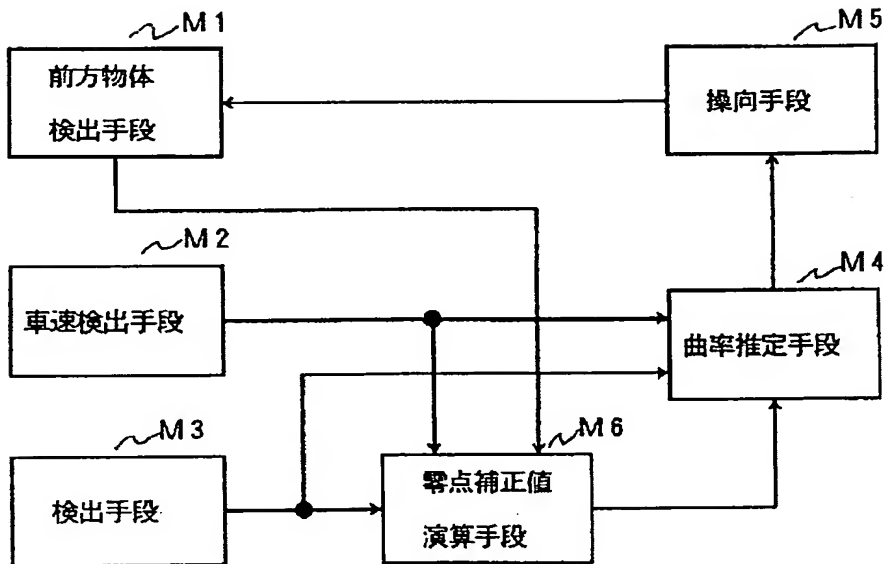 M1
前方物体
検出手段
M5
操向手段
M2
車速検出手段
M4
曲率推定手段
M3
検出手段
M6
零点補正値
演算手段